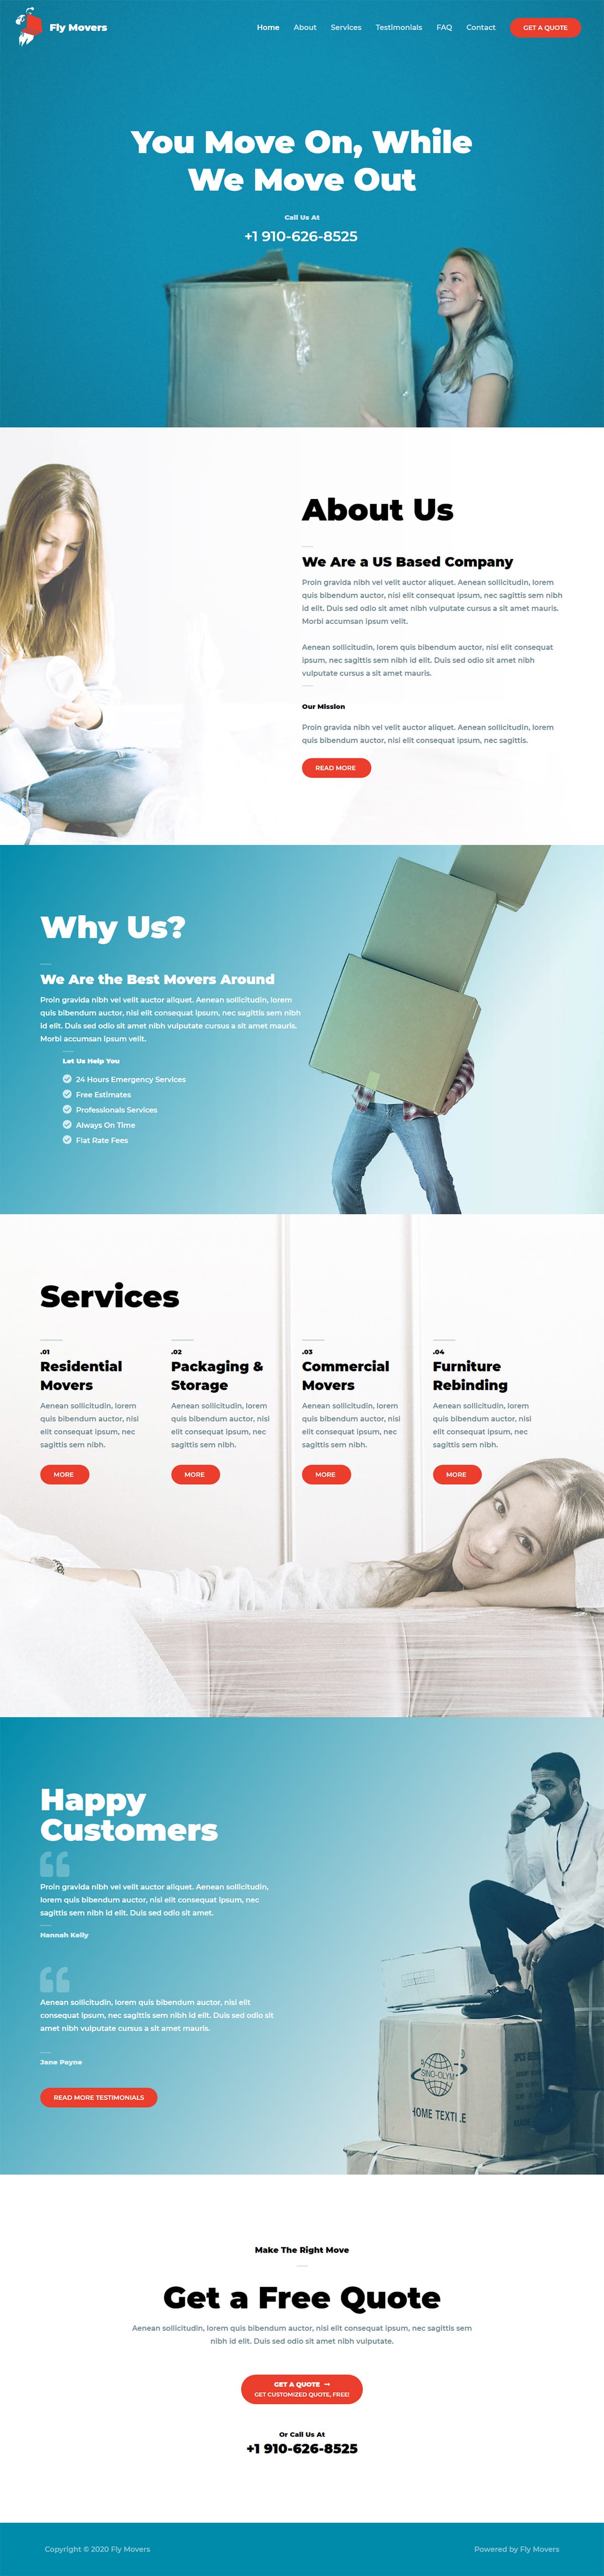 Fly Movers
Home About Services Testimonials FAQ Contact GET A QUOTE
You Move On, While
We Move Out
Call Us At
+1 910-626-8525
About Us
We Are a US Based Company
Proin gravida nibh vel velit auctor aliquet. Aenean sollicitudin, lorem
quis bibendum auctor, nisi elit consequat ipsum, nec sagittis sem nibh
id elit. Duis sed odio sit amet nibh vulputate cursus a sit amet mauris.
Morbi accumsan ipsum velit.
Aenean sollicitudin, lorem quis bibendum auctor, nisi elit consequat
ipsum, nec sagittis sem nibh id elit. Duis sed odio sit amet nibh
vulputate cursus a sit amet mauris.
Our Mission
Proin gravida nibh vel velit auctor aliquet. Aenean sollicitudin, lorem
quis bibendum auctor, nisi elit consequat ipsum, nec sagittis.
READ MORE
Why Us?
We Are the Best Movers Around
Proin gravida nibh vel velit auctor aliquet. Aenean sollicitudin, lorem
quis bibendum auctor, nisi elit consequat ipsum, nec sagittis sem nibh
id elit. Duis sed odio sit amet nibh vulputate cursus a sit amet mauris.
Morbi accumsan ipsum velit.
Let Us Help You
24 Hours Emergency Services
Free Estimates
Professionals Services
Always On Time
Flat Rate Fees
Services
.01
Residential
Movers
Aenean sollicitudin, lorem
quis bibendum auctor, nisi
elit consequat ipsum, nec
sagittis sem nibh.
MORE
.02
Packaging &
Storage
Aenean sollicitudin, lorem
quis bibendum auctor, nisi
elit consequat ipsum, nec
sagittis sem nibh.
MORE
.03
Commercial
Movers
Aenean sollicitudin, lorem
quis bibendum auctor, nisi
elit consequat ipsum, nec
sagittis sem nibh.
MORE
.04
Furniture
Rebinding
Aenean sollicitudin, lorem
quis bibendum auctor, nisi
elit consequat ipsum, nec
sagittis sem nibh.
MORE
Happy
Customers
Proin gravida nibh vel velit auctor aliquet. Aenean sollicitudin,
lorem quis bibendum auctor, nisi elit consequat ipsum, nec
sagittis sem nibh id elit. Duis sed odio sit amet.
Hannah Kelly
Aenean sollicitudin, lorem quis bibendum auctor, nisi elit
consequat ipsum, nec sagittis sem nibh id elit. Duis sed odio sit
amet nibh vulputate cursus a sit amet mauris.
Jane Payne
READ MORE TESTIMONIALS
SINO-OLYM
HOME TEXTILE
Make The Right Move
Get a Free Quote
Aenean sollicitudin, lorem quis bibendum auctor, nisi elit consequat ipsum, nec sagittis sem
nibh id elit. Duis sed odio sit amet nibh vulputate.
GET A QUOTE →
GET CUSTOMIZED QUOTE, FREE!
Or Call Us At
+1 910-626-8525
Copyright © 2020 Fly Movers
Powered by Fly Movers